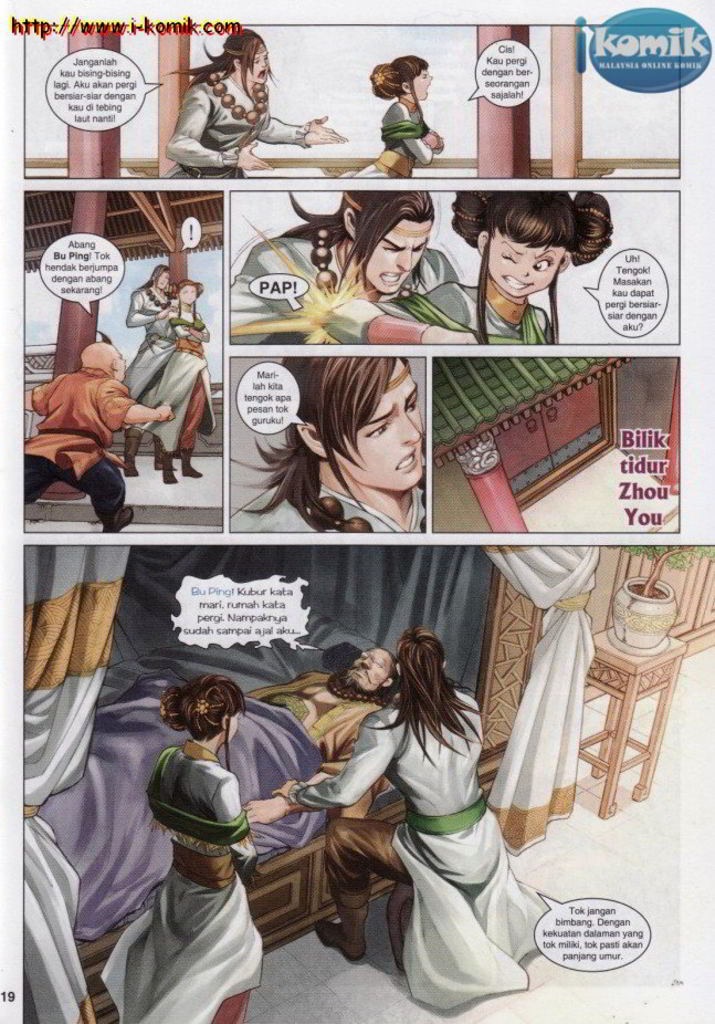 http://www.i-komik.com
ikomik
MALAYSIA ONLINE KOMIK
Janganlah
kau bising-bising
lagi. Aku akan pergi
bersiar-siar dengan
kau di tebing
laut nanti!
Cis!
Kau pergi
dengan ber-
seorangan
sajalah!
Abang
Bu Ping! Tok
hendak berjumpa
dengan abang
sekarang!
!
PAP!
Uh!
Tengok!
Masakan
kau dapat
pergi bersiar-
siar dengan
aku?
Mari-
lah kita
tengok apa
pesan tok
guruku!
Bilik
tidur
Zhou
You
Bu Ping! Kubur kata
mari, rumah kata
pergi. Nampaknya
sudah sampai ajal aku...
Tok jangan
bimbang. Dengan
kekuatan dalaman yang
tok miliki, tok pasti akan
panjang umur.
19